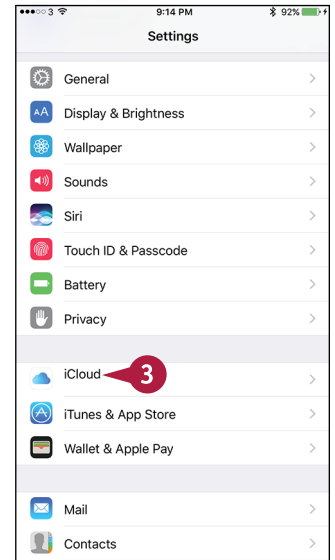 ●●●○○ 3 9:14 PM 92%
Settings
General
AA Display & Brightness
Wallpaper
Sounds
Siri
Touch ID & Passcode
Battery
Privacy
iCloud 3
iTunes & App Store
Wallet & Apple Pay
Mail
Contacts